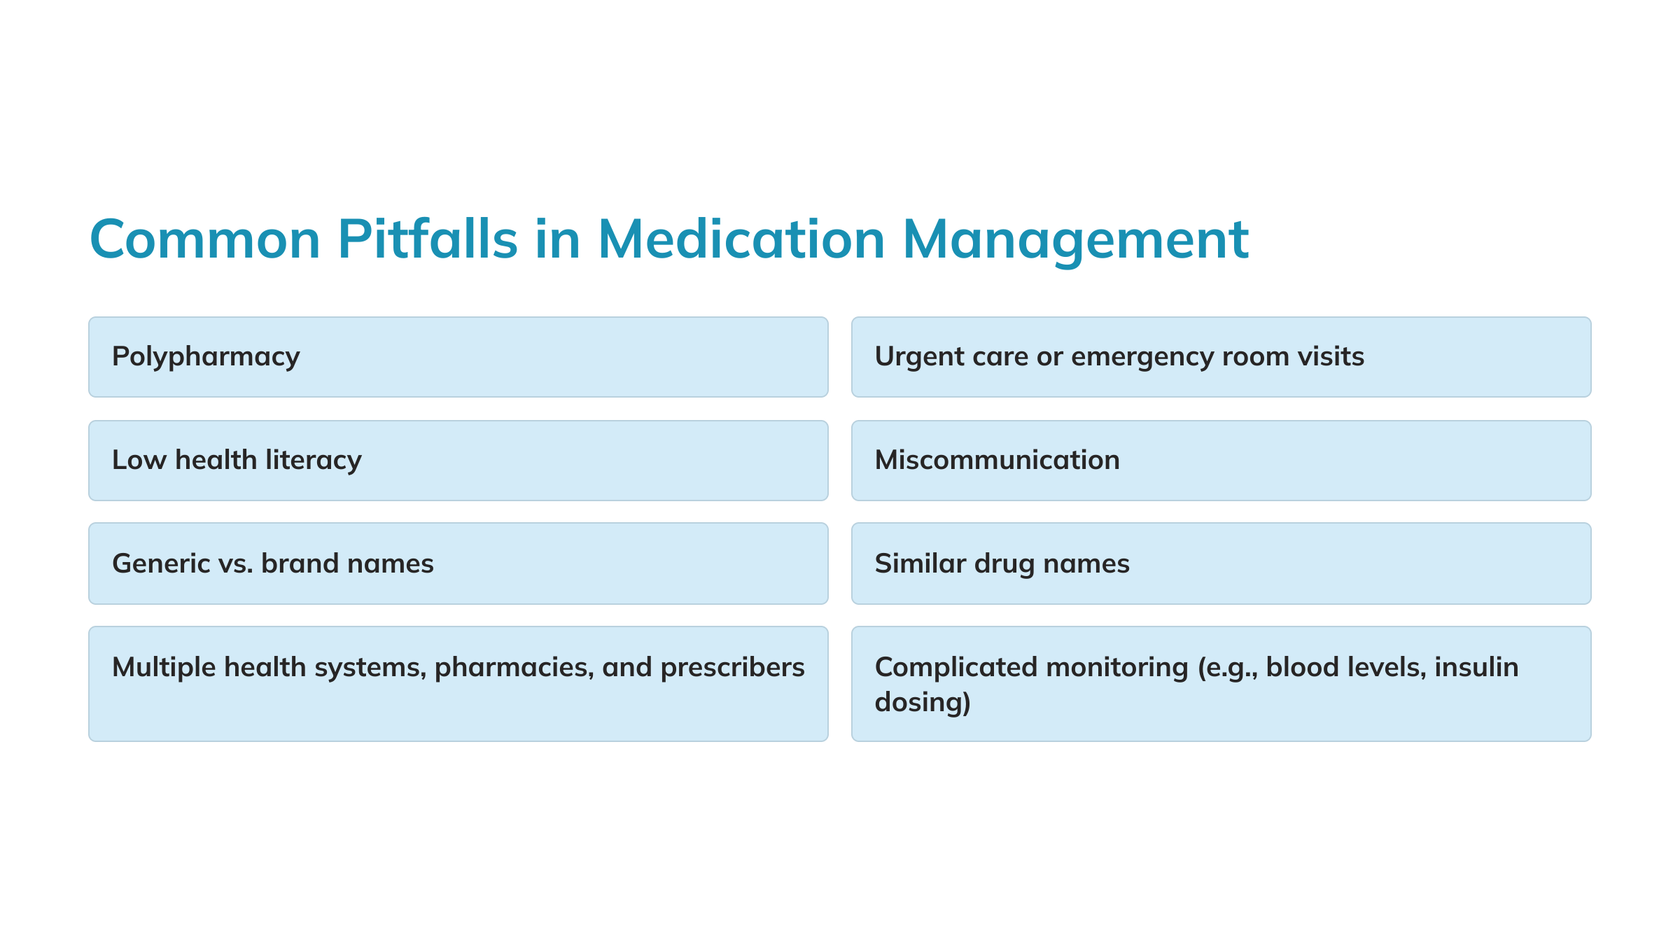 Common Pitfalls in Medication Management
Polypharmacy
Urgent care or emergency room visits
Low health literacy
Miscommunication
Generic vs. brand names
Similar drug names
Multiple health systems, pharmacies, and prescribers
Complicated monitoring (e.g., blood levels, insulin
dosing)